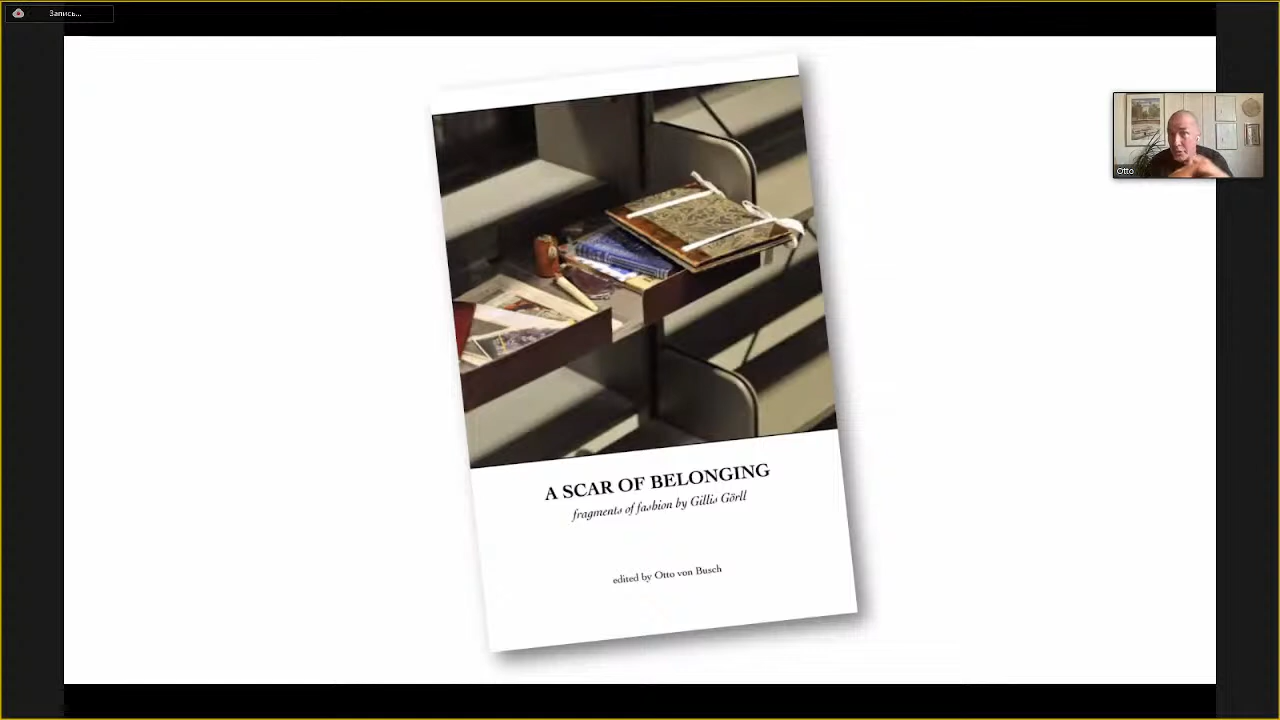 Запись...
Otto
A SCAR OF BELONGING
fragments of fashion by Gillis Görll
edited by Otto von Busch